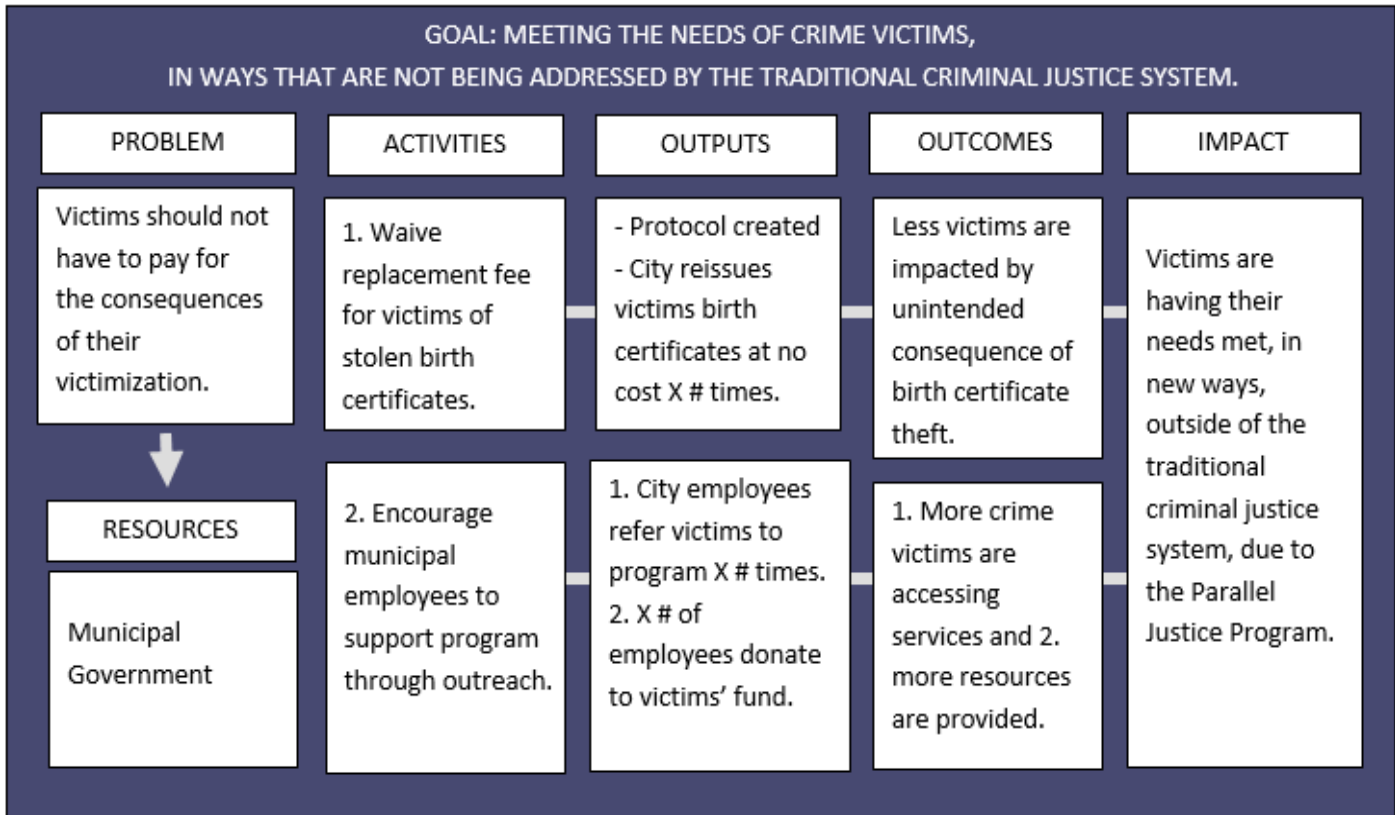 GOAL: MEETING THE NEEDS OF CRIME VICTIMS,
IN WAYS THAT ARE NOT BEING ADDRESSED BY THE TRADITIONAL CRIMINAL JUSTICE SYSTEM.
PROBLEM
Victims should not
have to pay for
the consequences
of their
victimization.
RESOURCES
Municipal
Government
ACTIVITIES
1. Waive
replacement fee
for victims of
stolen birth
certificates.
2. Encourage
municipal
employees to
support program
through outreach.
OUTPUTS
- Protocol created
- City reissues
victims birth
certificates at no
cost X # times.
1. City employees
refer victims to
program X # times.
2. X # of
employees donate
to victims’ fund.
OUTCOMES
Less victims are
impacted by
unintended
consequence of
birth certificate
theft.
1. More crime
victims are
accessing
services and 2.
more resources
are provided.
IMPACT
Victims are
having their
needs met, in
new ways,
outside of the
traditional
criminal justice
system, due to
the Parallel
Justice Program.